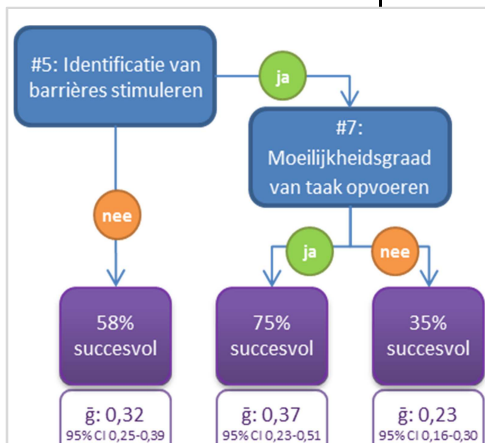 #5: Identificatie van
barrières stimuleren
ja
#7:
Moeilijkheidsgraad
van taak opvoeren
nee
ja
nee
58%
succesvol
75%
succesvol
35%
succesvol
g̃: 0,32
95% CI 0,25-0,39
g̃: 0,37
95% CI 0,23-0,51
g̃: 0,23
95% CI 0,16-0,30